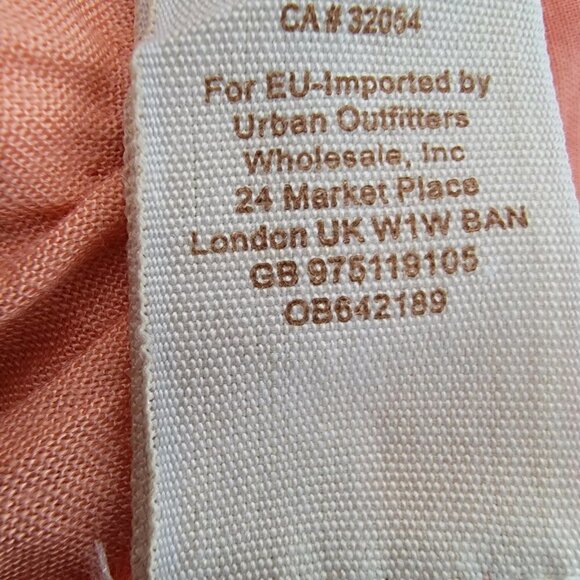 CA# 32054
For EU-Imported by
Urban Outfitters
Wholesale, Inc
24 Market Place
London UK W1W BAN
GB 975119105
OB642189